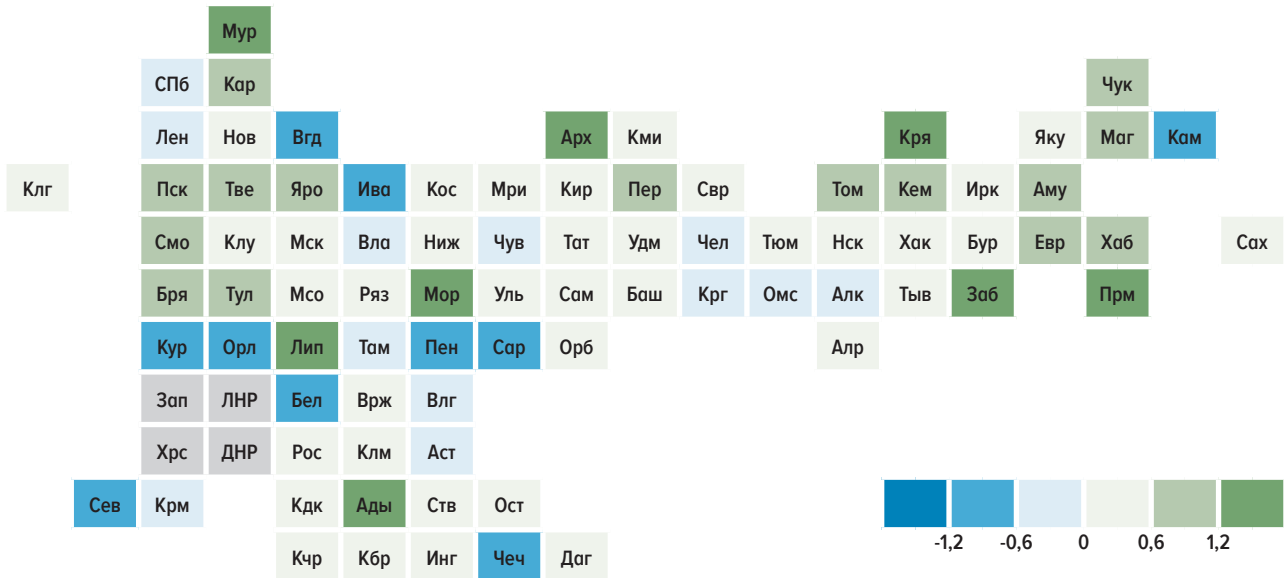 Мур
СПб Кар Чук
Лен Нов Вгд Арх Кми Кря Яку Маг Кам
Клг Пск Тве Яро Ива Кос Мри Кир Пер Свр Том Кем Ирк Аму
Смо Клу Мск Вла Ниж Чув Тат Удм Чел Тюм Нск Хак Бур Евр Хаб Сах
Бря Тул Мсо Ряз Мор Уль Сам Баш Крг Омс Алк Тыв Заб Прм
Кур Орл Лип Там Пен Сар Орб Алр
Зап ЛНР Бел Врж Влг
Хрс ДНР Рос Клм Аст
Сев Крм Кдк Ады Ств Ост
-1,2 -0,6 0 0,6 1,2
Кчр Кбр Инг Чеч Даг